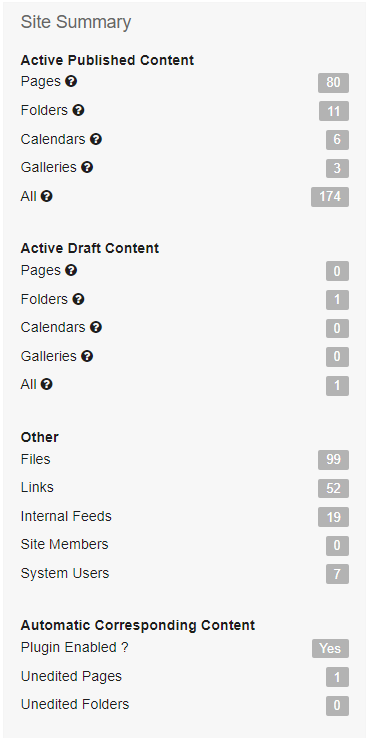 Site Summary
Active Published Content
Pages ? 80
Folders ? 11
Calendars ? 6
Galleries ? 3
All ? 174
Active Draft Content
Pages ? 0
Folders ? 1
Calendars ? 0
Galleries ? 0
All ? 1
Other
Files 99
Links 52
Internal Feeds 19
Site Members 0
System Users 7
Automatic Corresponding Content
Plugin Enabled ? Yes
Unedited Pages 1
Unedited Folders 0